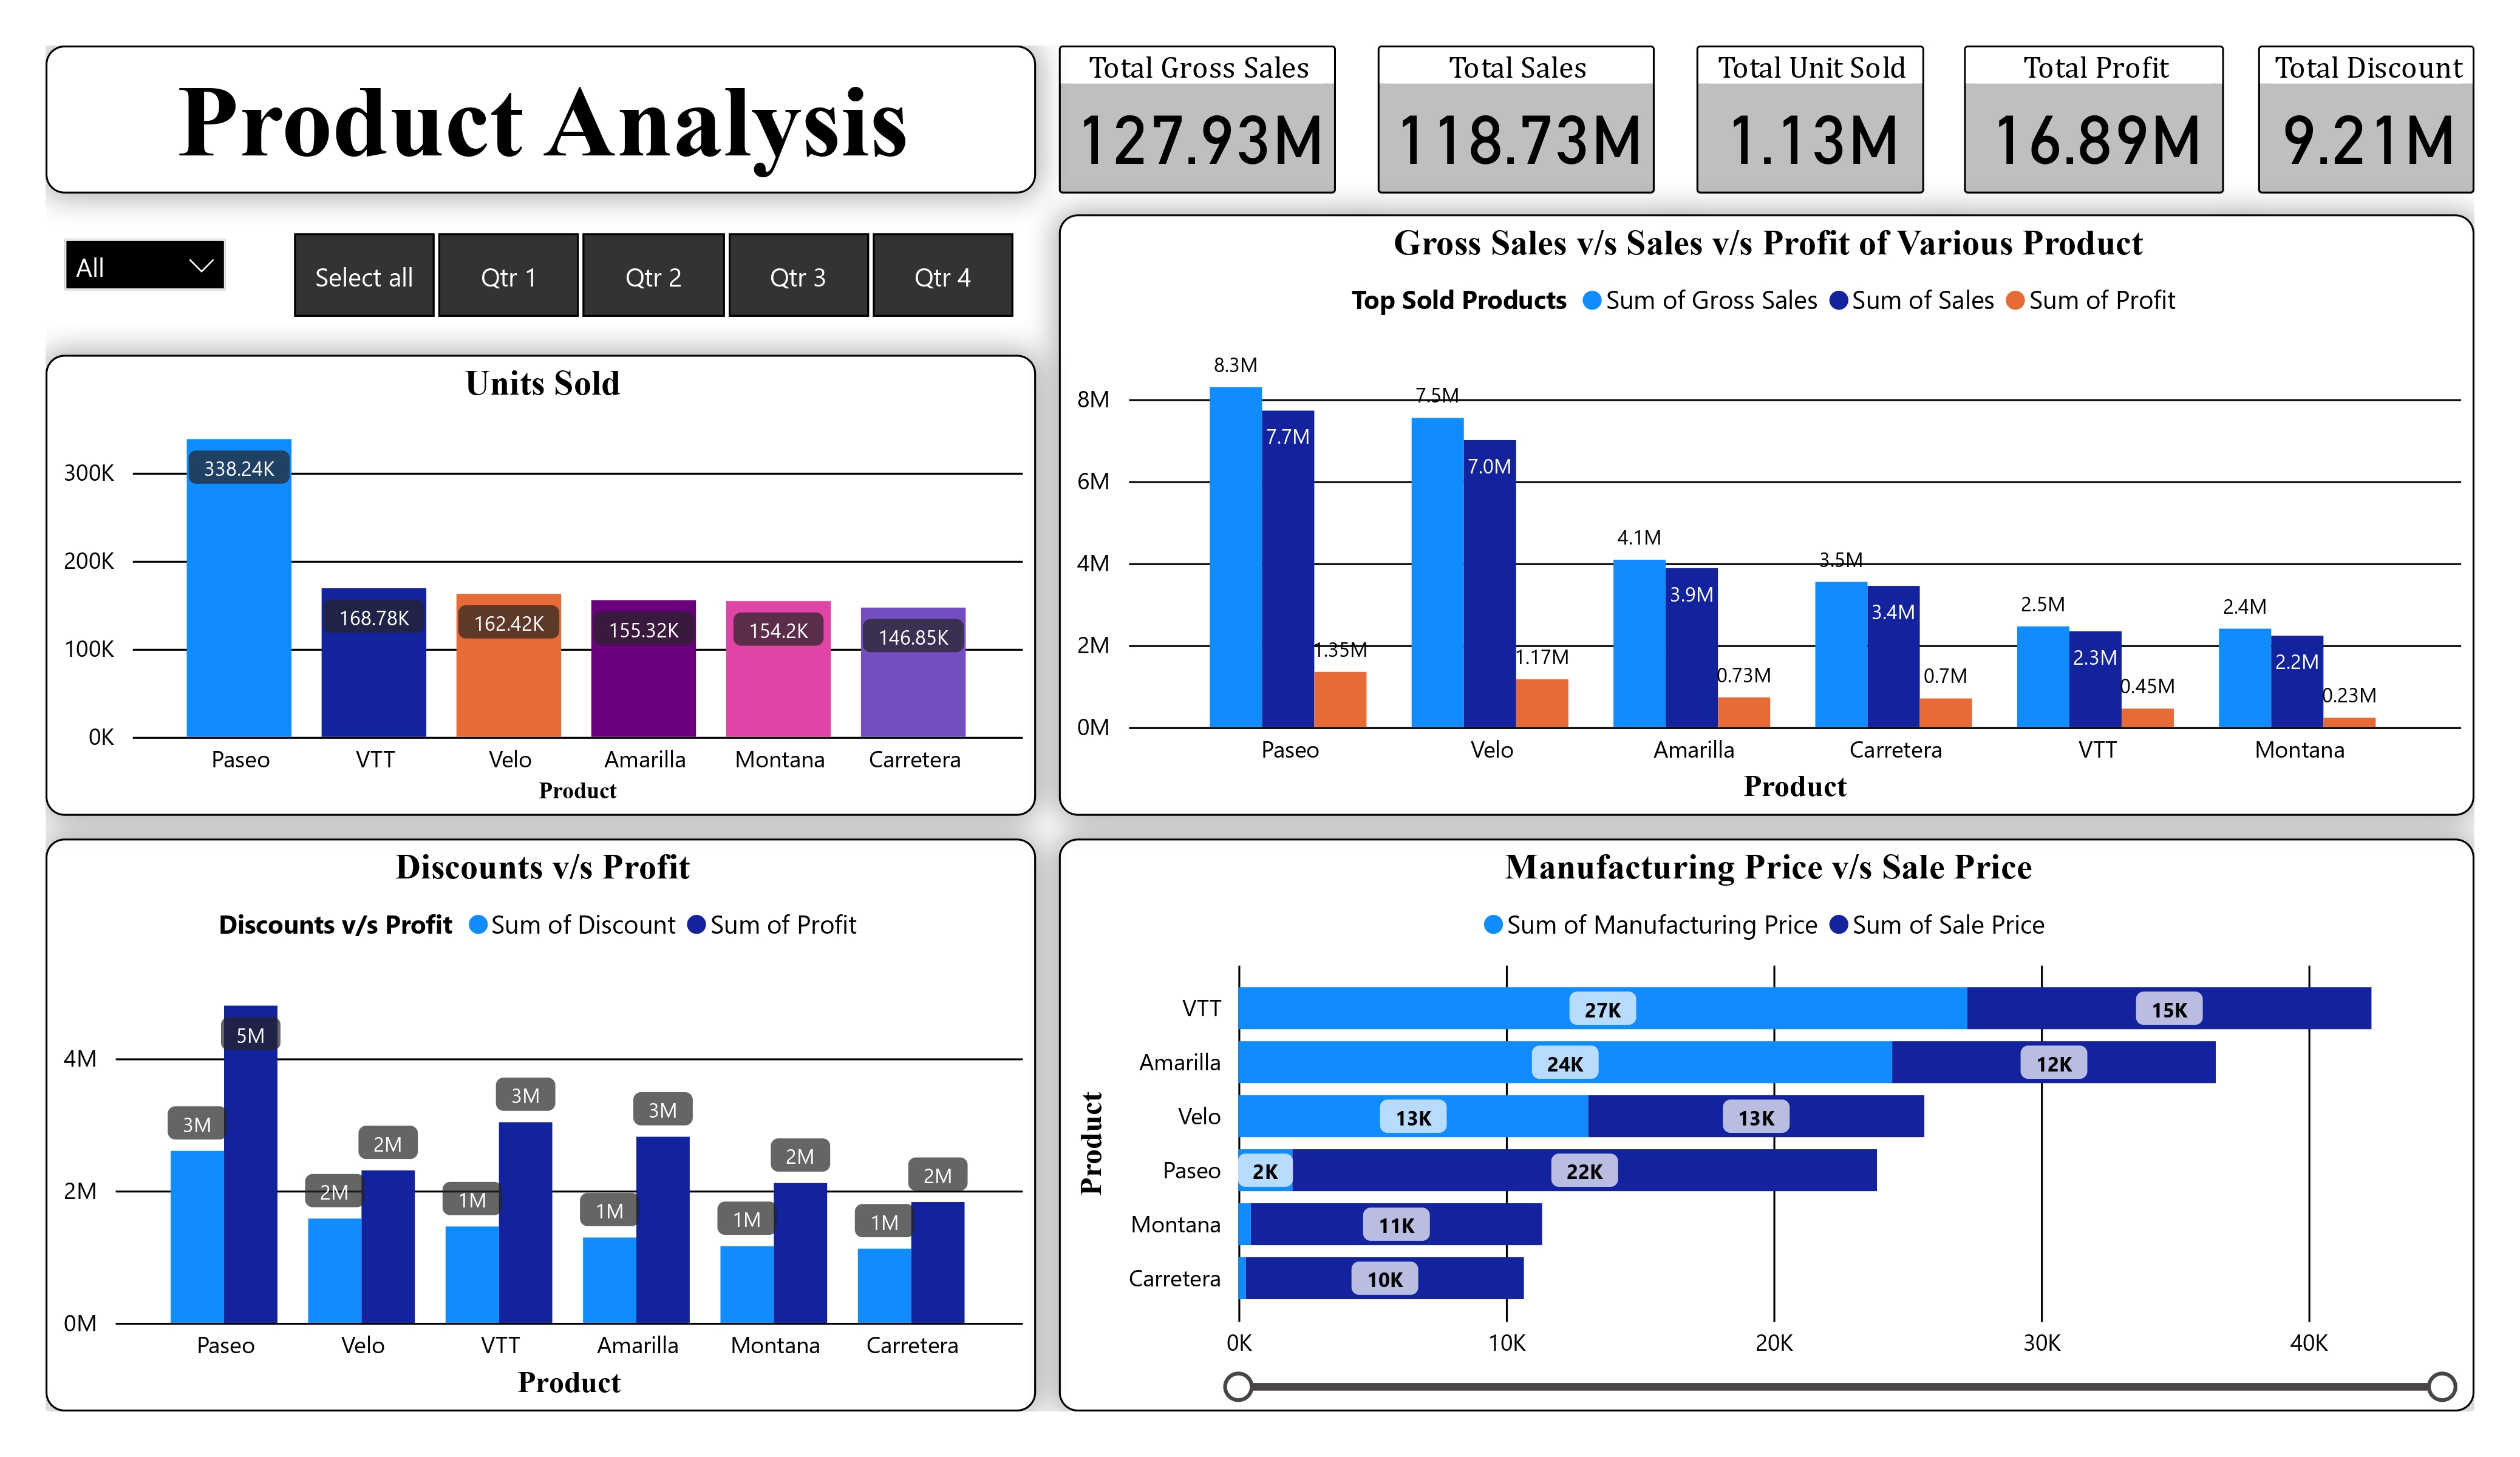 Product Analysis
Total Gross Sales
127.93M
Total Sales
118.73M
Total Unit Sold
1.13M
Total Profit
16.89M
Total Discount
9.21M
All
Select all
Qtr 1
Qtr 2
Qtr 3
Qtr 4
Units Sold
300K
200K
100K
0K
338.24K
168.78K
162.42K
155.32K
154.2K
146.85K
Paseo
VTT
Velo
Amarilla
Montana
Carretera
Product
Gross Sales v/s Sales v/s Profit of Various Product
Top Sold Products Sum of Gross Sales Sum of Sales Sum of Profit
8M
6M
4M
2M
0M
8.3M
7.7M
1.35M
7.5M
7.0M
1.17M
4.1M
3.9M
0.73M
3.5M
3.4M
0.7M
2.5M
2.3M
0.45M
2.4M
2.2M
0.23M
Paseo
Velo
Amarilla
Carretera
VTT
Montana
Product
Discounts v/s Profit
Discounts v/s Profit Sum of Discount Sum of Profit
4M
2M
0M
3M
5M
2M
2M
1M
3M
1M
3M
1M
2M
1M
2M
Paseo
Velo
VTT
Amarilla
Montana
Carretera
Product
Manufacturing Price v/s Sale Price
Sum of Manufacturing Price Sum of Sale Price
Product
VTT 27K 15K
Amarilla 24K 12K
Velo 13K 13K
Paseo 2K 22K
Montana 11K
Carretera 10K
0K
10K
20K
30K
40K